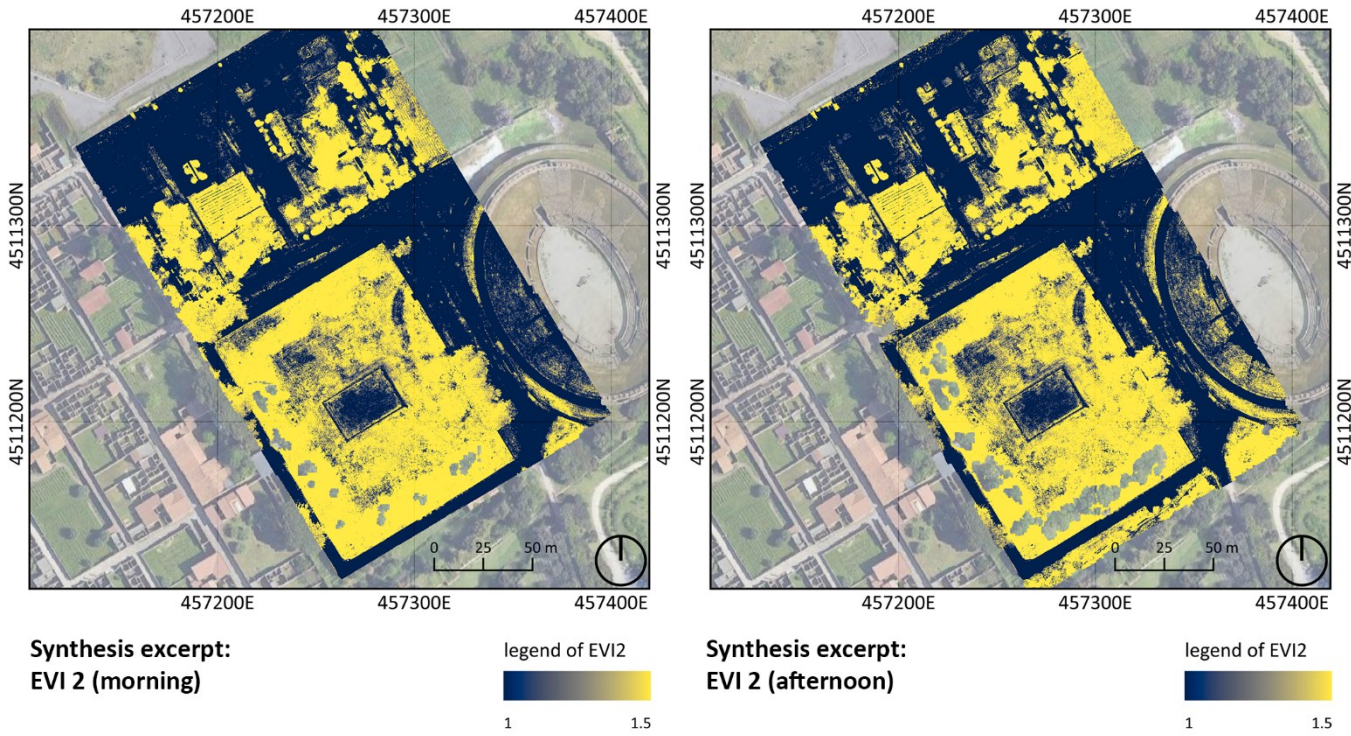 457200E 457300E 457400E 457200E 457300E 457400E
4511300N 4511300N 4511300N 4511300N
4511200N 4511200N 4511200N 4511200N
0 25 50 m 0 25 50 m
457200E 457300E 457400E 457200E 457300E 457400E
Synthesis excerpt: legend of EVI2 Synthesis excerpt: legend of EVI2
EVI 2 (morning) EVI 2 (afternoon)
1 1.5 1 1.5